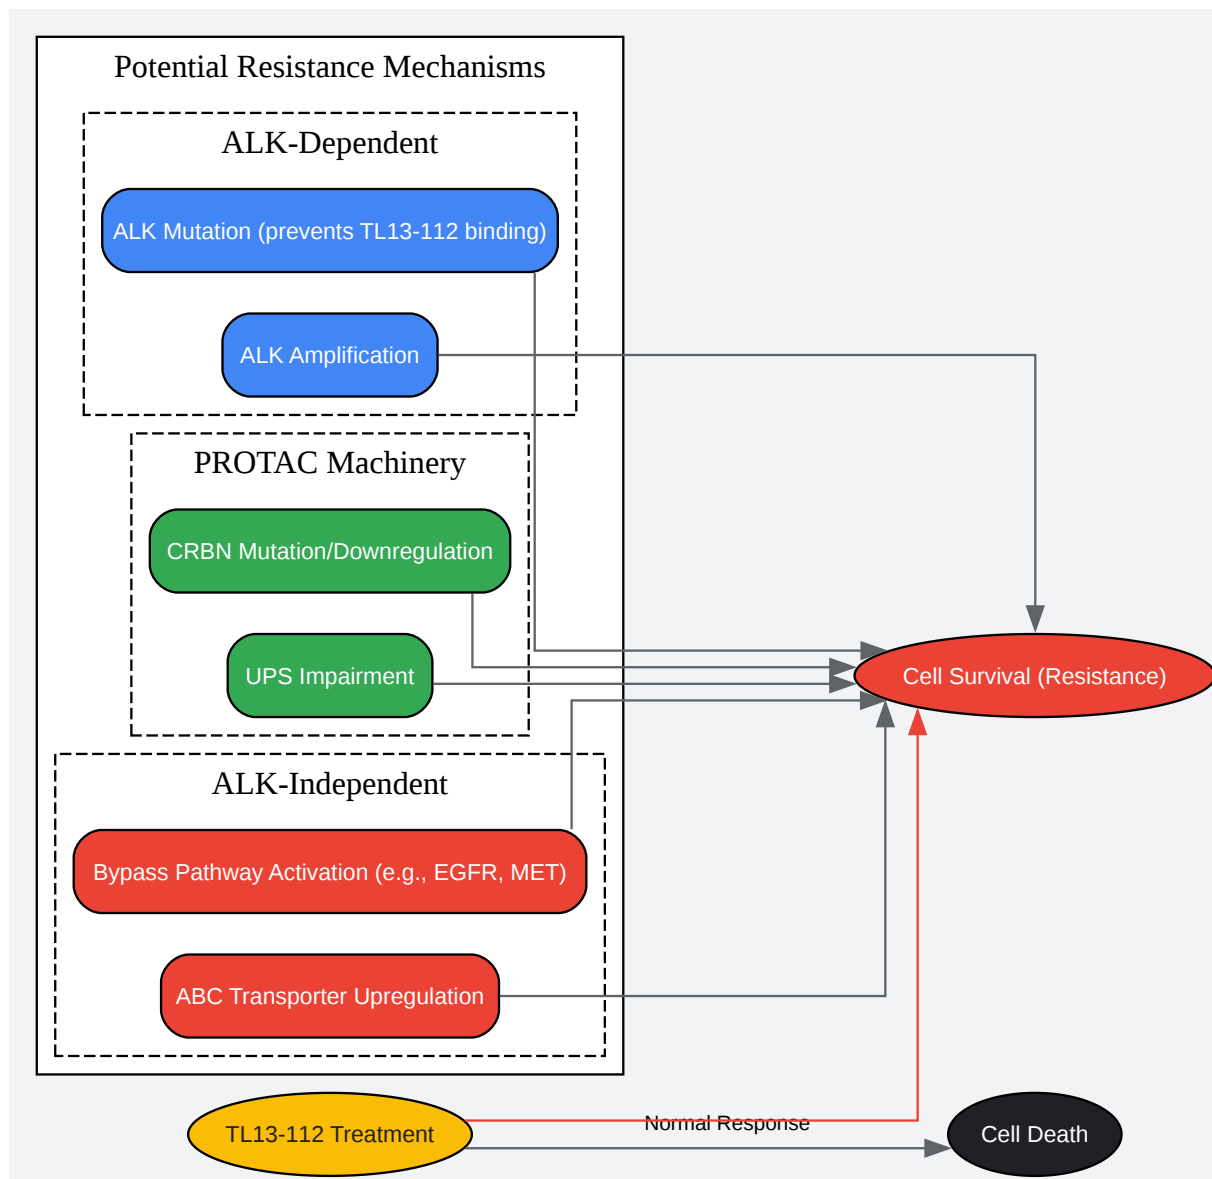 Potential Resistance Mechanisms
ALK-Dependent
ALK Mutation (prevents TL13-112 binding)
ALK Amplification
PROTAC Machinery
CRBN Mutation/Downregulation
UPS Impairment
Cell Survival (Resistance)
ALK-Independent
Bypass Pathway Activation (e.g., EGFR, MET)
ABC Transporter Upregulation
TL13-112 Treatment
Normal Response
Cell Death